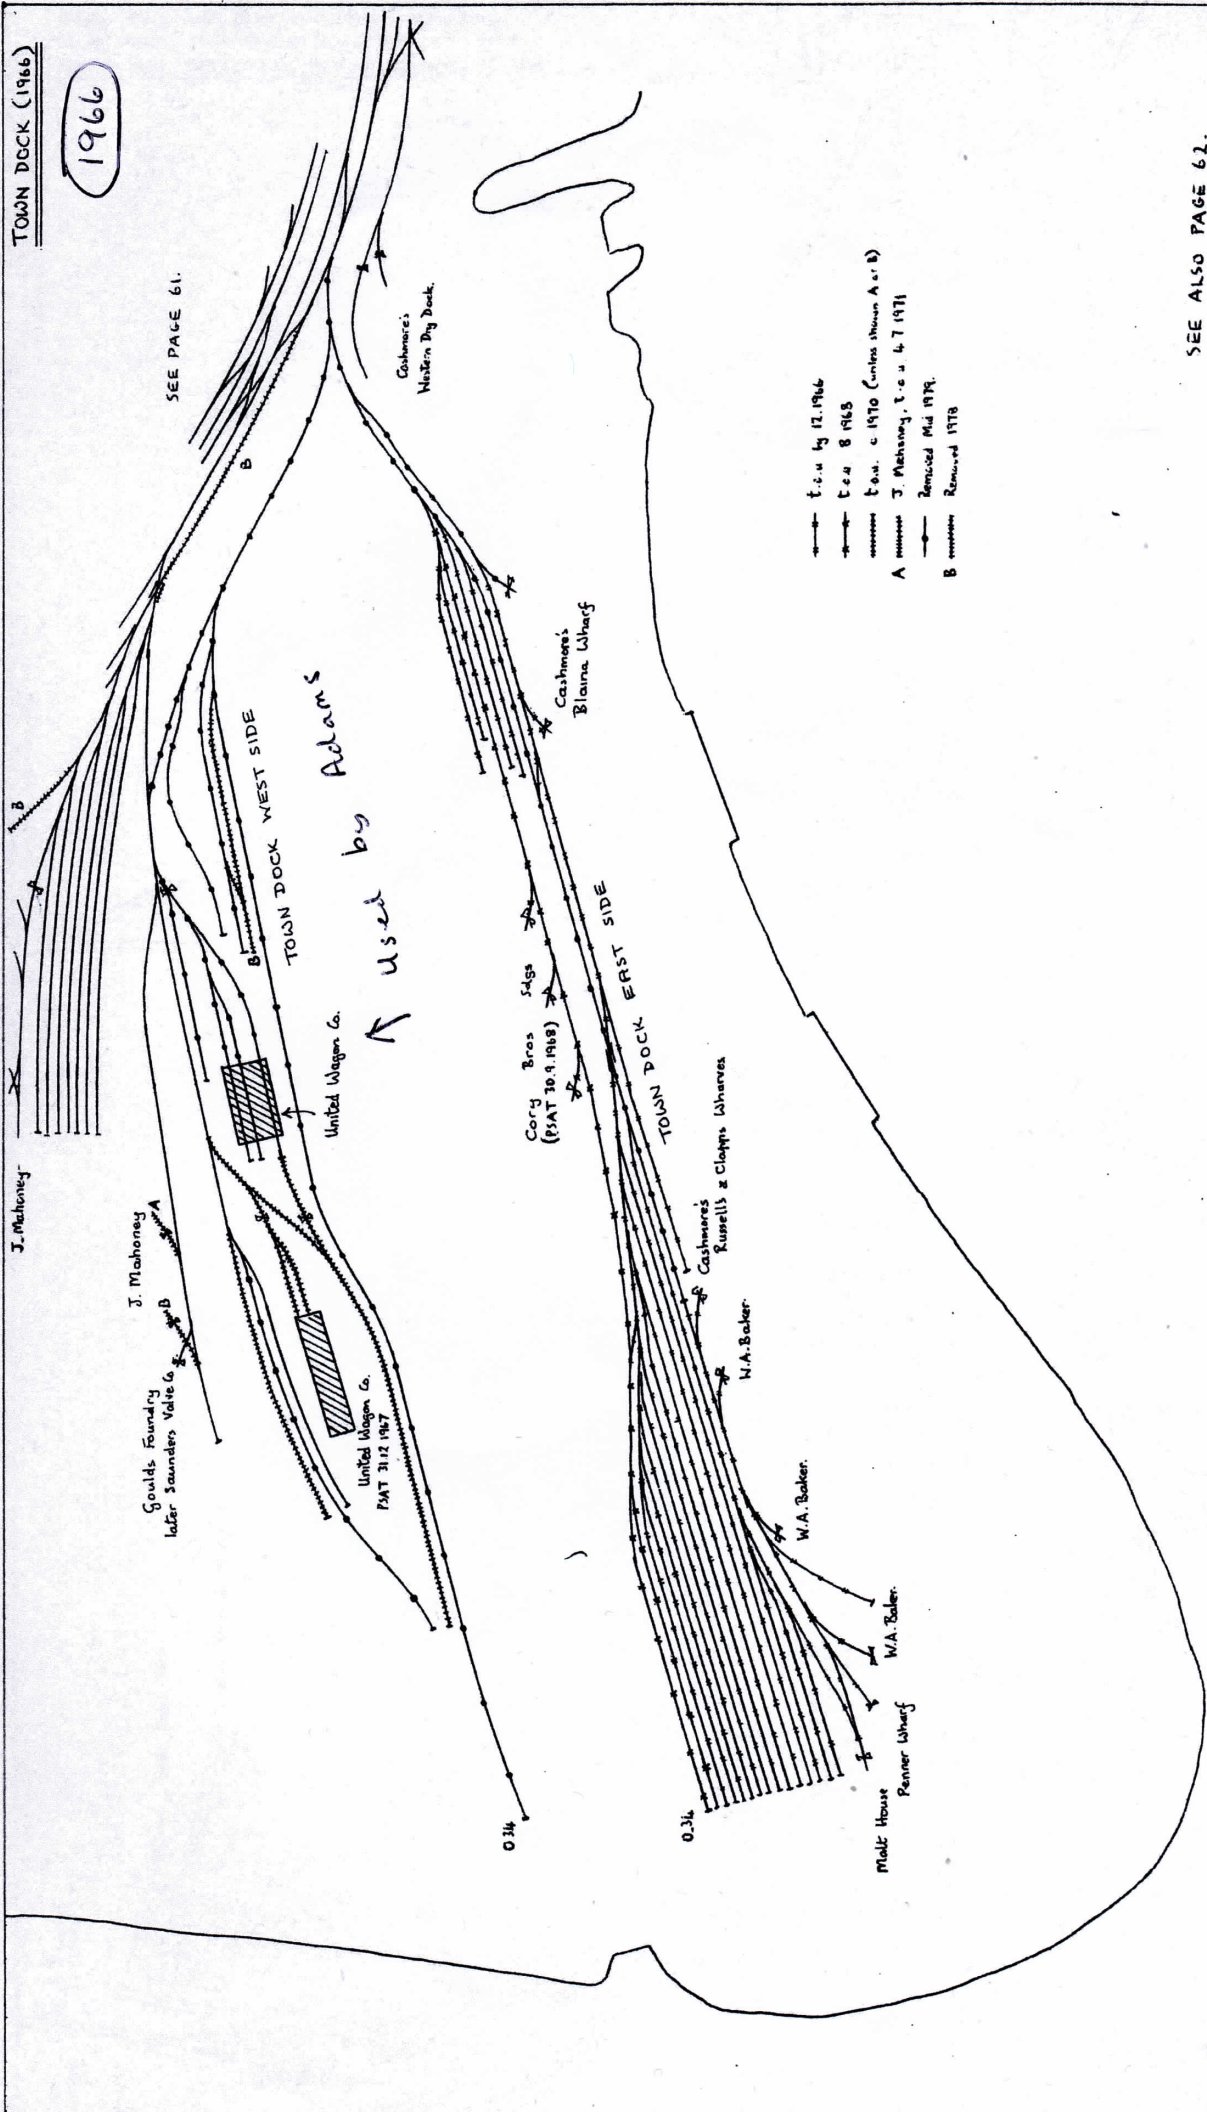 TOWN DOCK (1966)
1966
SEE PAGE 61.
J. Mahoney
B
B
Cashmore's
Western Dry Dock.
J. Mahoney
A
B
Goulds Foundry
later Saunders Valve Co
TOWN DOCK WEST SIDE
B
↑ used by Adams
United Wagon Co.
United Wagon Co.
PSAT 31.12 1967
Cashmore's
Blaina Wharf
Cory Bros Sdgs
(PSAT 30.9.1968)
TOWN DOCK EAST SIDE
Cashmore's
Russells & Clapps Wharves
W.A. Baker.
W.A. Baker.
W.A. Baker.
Penner Wharf
Malt House
0.34
0.34
t.o.u by 12.1966
t.o.u 8 1968
t.o.u. c 1970 (unless shown A or B)
A J. Mahoney, t.o.u. 4 7 1971
Removed Mid 1979.
B Removed 1978
SEE ALSO PAGE 62.